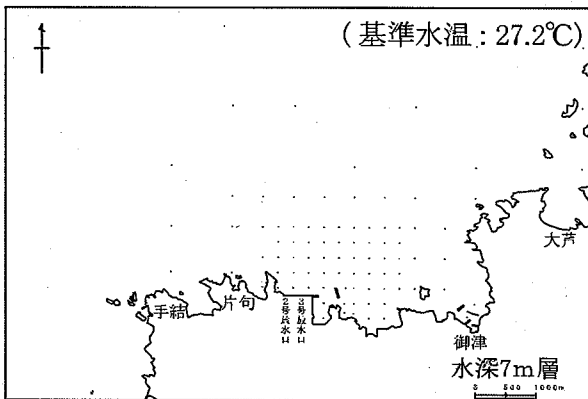 (基準水温：27.2℃)
大芦
片句
手結
2号放水口
3号放水口
御津
水深7m層
0 500 1000m